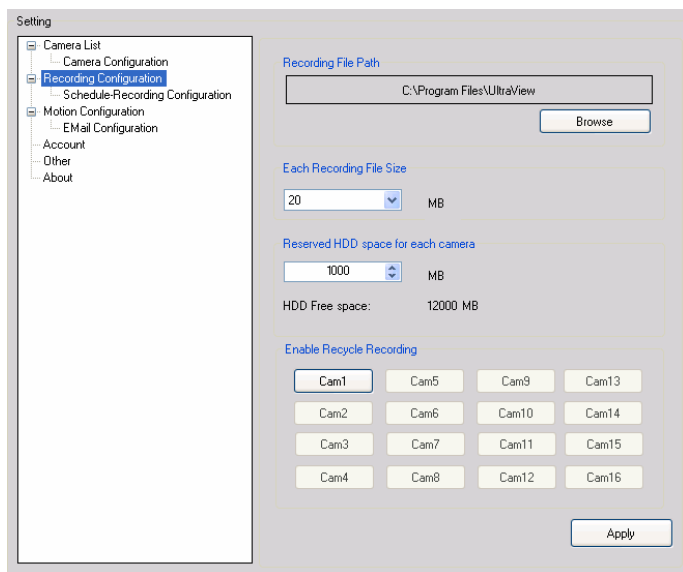 Setting
Camera List
Camera Configuration
Recording Configuration
Schedule-Recording Configuration
Motion Configuration
EMail Configuration
Account
Other
About
Recording File Path
C:\Program Files\UltraView
Browse
Each Recording File Size
20 MB
Reserved HDD space for each camera
1000 MB
HDD Free space: 12000 MB
Enable Recycle Recording
Cam1 Cam5 Cam9 Cam13
Cam2 Cam6 Cam10 Cam14
Cam3 Cam7 Cam11 Cam15
Cam4 Cam8 Cam12 Cam16
Apply